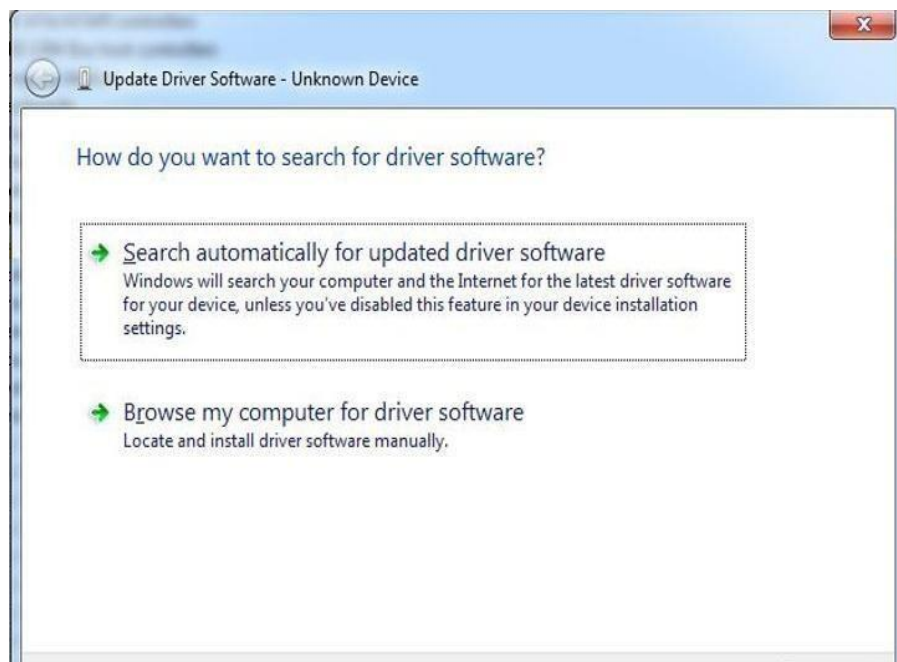 Update Driver Software - Unknown Device
How do you want to search for driver software?
Search automatically for updated driver software
Windows will search your computer and the Internet for the latest driver software
for your device, unless you've disabled this feature in your device installation
settings.
Browse my computer for driver software
Locate and install driver software manually.